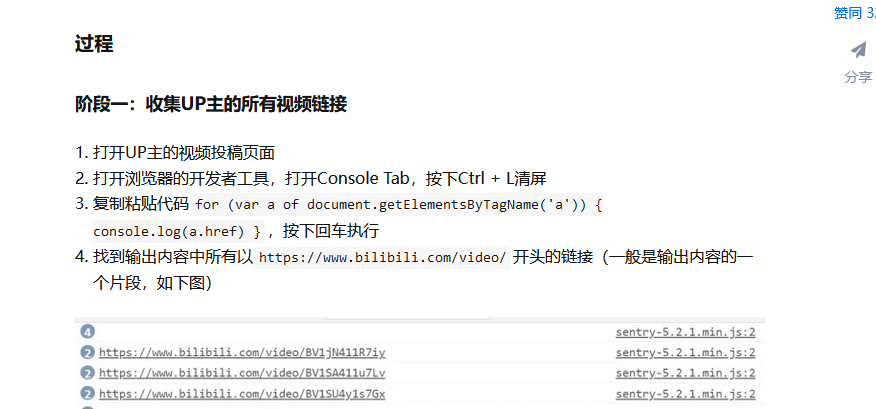 赞同 33
分享
过程
阶段一：收集UP主的所有视频链接
1. 打开UP主的视频投稿页面
2. 打开浏览器的开发者工具，打开Console Tab，按下Ctrl + L清屏
3. 复制粘贴代码 for (var a of document.getElementsByTagName('a')) {
console.log(a.href) } ，按下回车执行
4. 找到输出内容中所有以 https://www.bilibili.com/video/ 开头的链接（一般是输出内容的一
个片段，如下图）
4 sentry-5.2.1.min.js:2
2 https://www.bilibili.com/video/BV1jN411R7iy sentry-5.2.1.min.js:2
2 https://www.bilibili.com/video/BV1SA411u7Lv sentry-5.2.1.min.js:2
2 https://www.bilibili.com/video/BV1SU4y1s7Gx sentry-5.2.1.min.js:2